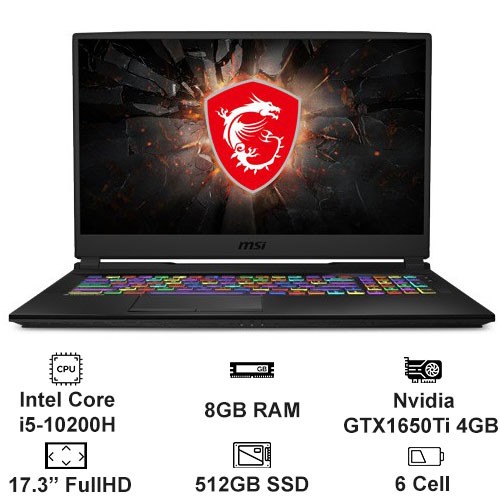 msi
CPU
Intel Core
i5-10200H
GB
8GB RAM
Nvidia
GTX1650Ti 4GB
17.3” FullHD
512GB SSD
6 Cell